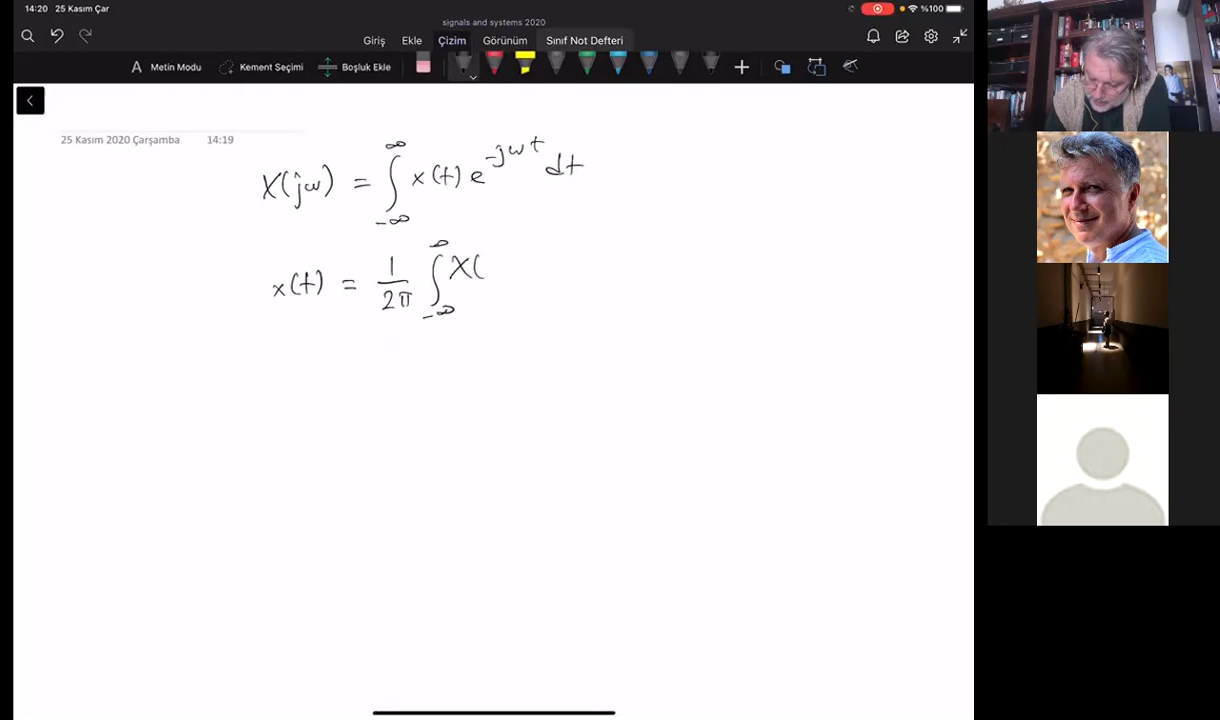 14:20 25 Kasım Çar %100
signals and systems 2020
Giriş Ekle Çizim Görünüm Sınıf Not Defteri
A Metin Modu Kement Seçimi Boşluk Ekle
25 Kasım 2020 Çarşamba 14:19
X(jω) = ∫_{-∞}^{∞} x(t) e^{-jωt} dt
x(t) = 1/2π ∫_{-∞}^{∞} X(